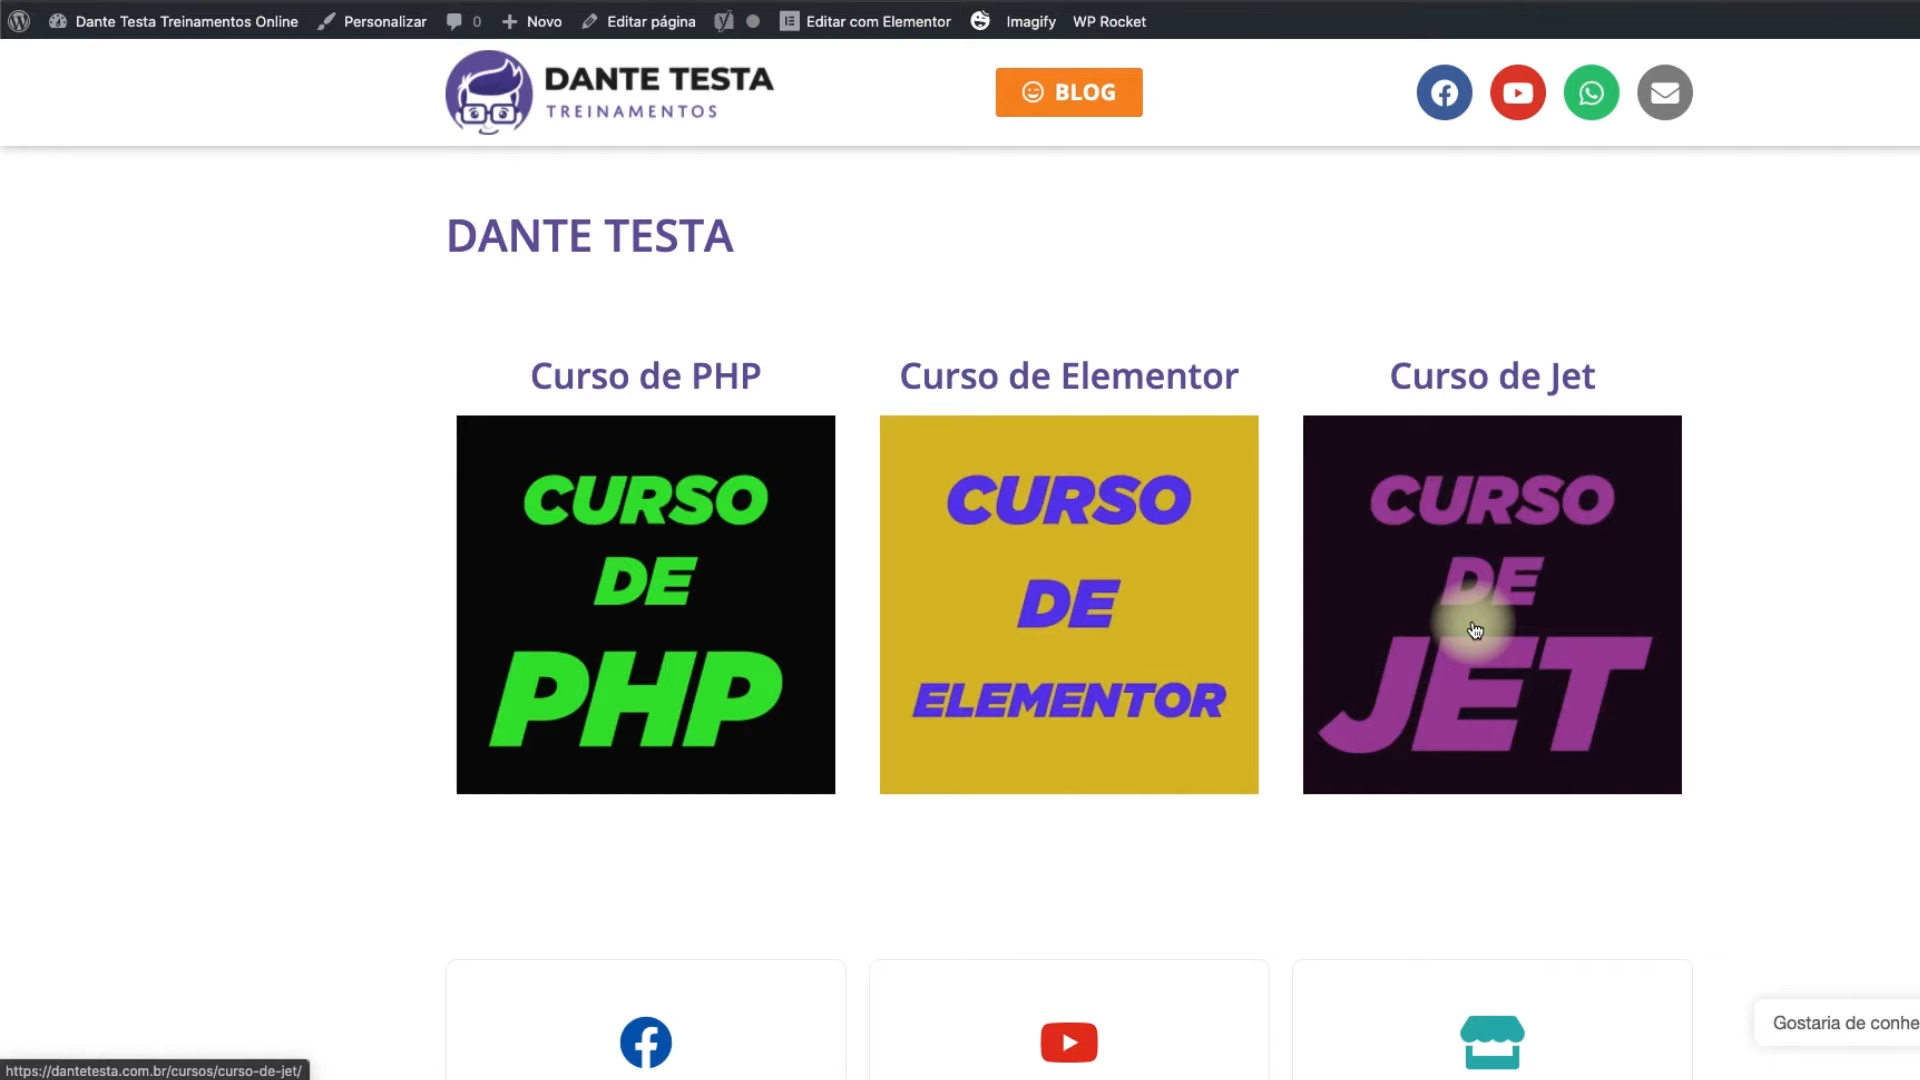 Dante Testa Treinamentos Online Personalizar 0 Novo Editar página Editar com Elementor Imagify WP Rocket
DANTE TESTA
TREINAMENTOS
BLOG
DANTE TESTA
Curso de PHP
Curso de Elementor
Curso de Jet
CURSO
DE
PHP
CURSO
DE
ELEMENTOR
CURSO
DE
JET
Gostaria de conhe
https://dantetesta.com.br/cursos/curso-de-jet/